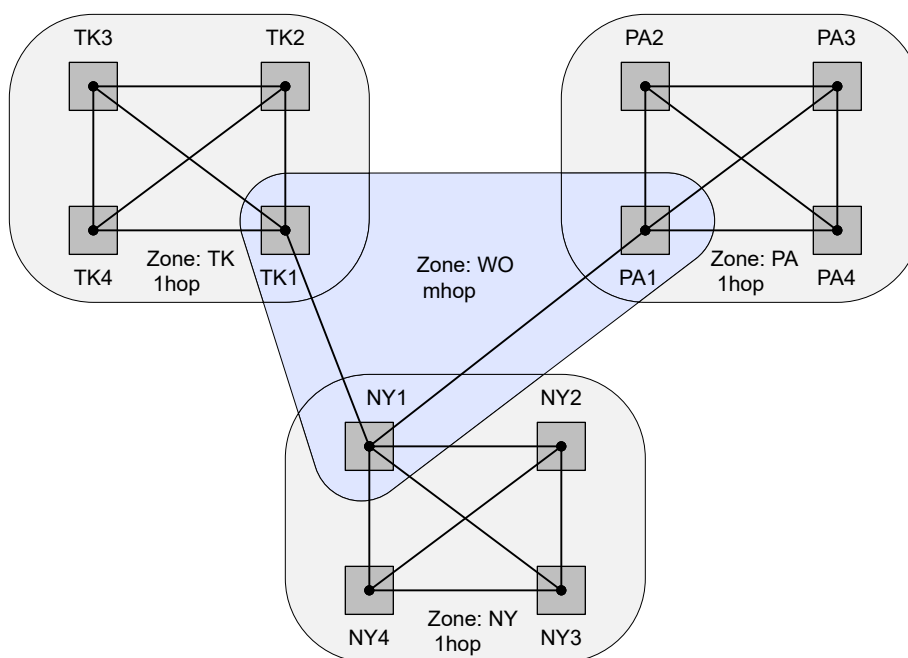 TK3
TK2
PA2
PA3
Zone: TK
1hop
TK4
TK1
Zone: WO
mhop
Zone: PA
1hop
PA1
PA4
NY1
NY2
Zone: NY
1hop
NY4
NY3